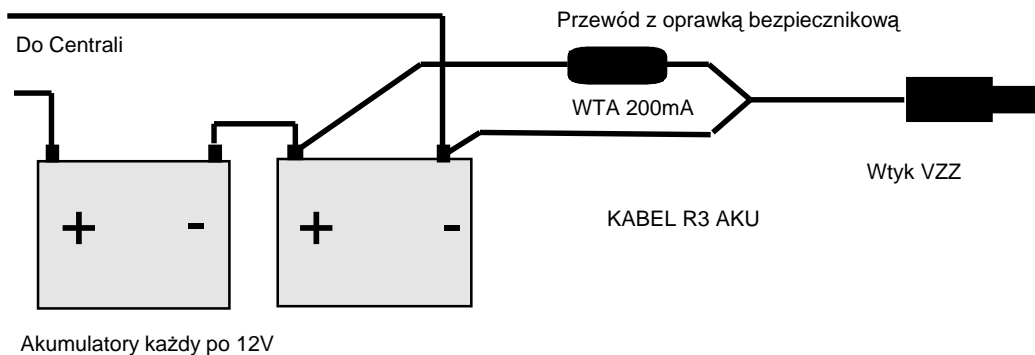 Przewód z oprawką bezpiecznikową
Do Centrali
WTA 200mA
Wtyk VZZ
+ - + -
KABEL R3 AKU
Akumulatory każdy po 12V